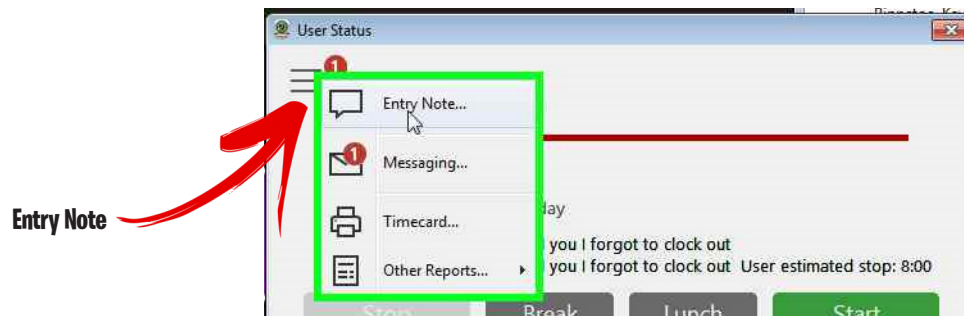 User Status
1
Entry Note...
1
Messaging...
Entry Note
Timecard...
day
you I forgot to clock out
Other Reports...
you I forgot to clock out User estimated stop: 8:00
Stop Break Lunch Start